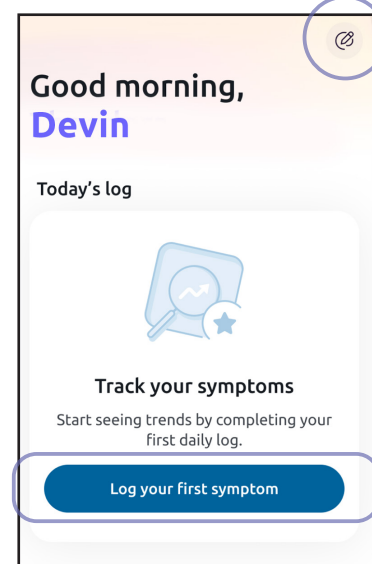 Good morning,
Devin
Today’s log
Track your symptoms
Start seeing trends by completing your
first daily log.
Log your first symptom